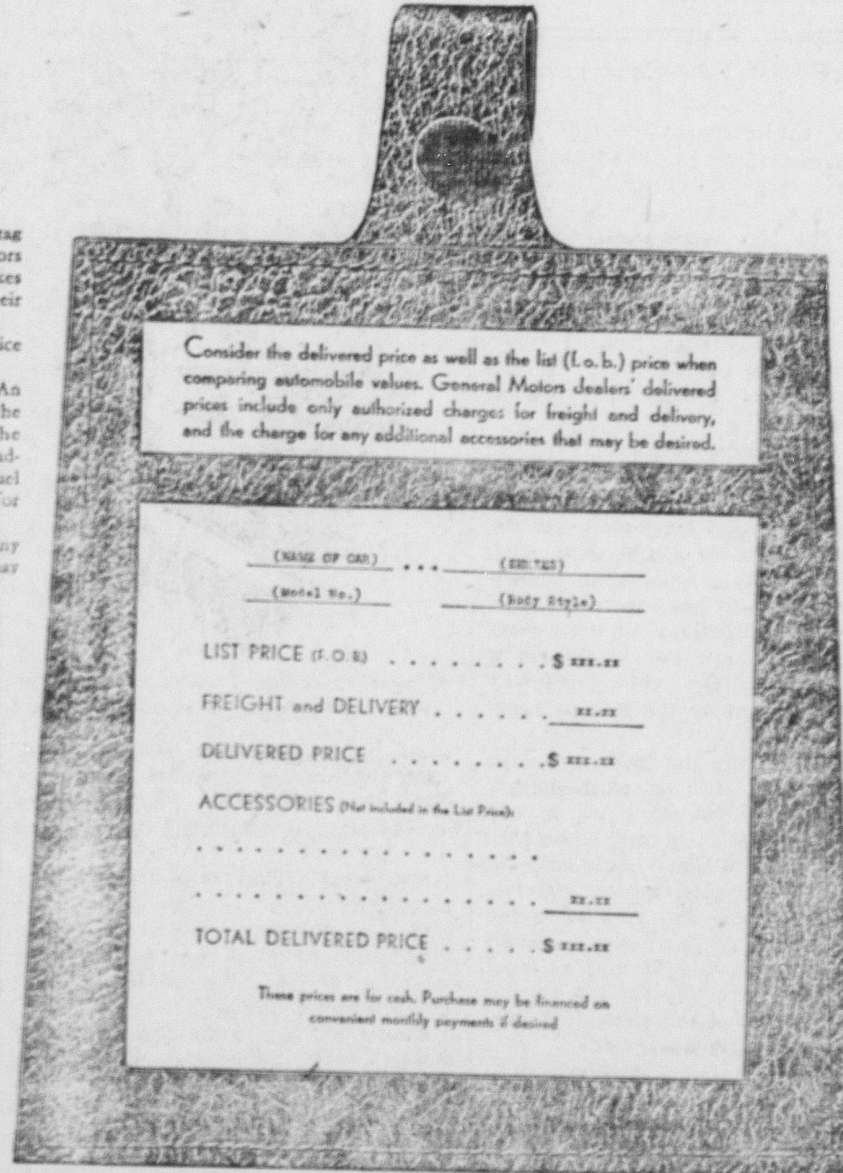 Consider the delivered price as well as the list (f. o. b.) price when
comparing automobile values. General Motors dealers' delivered
prices include only authorized charges for freight and delivery,
and the charge for any additional accessories that may be desired.
(NAME OF CAR) ... (SERIES)
(Model No.) (Body Style)
LIST PRICE (F. O. B.) . . . . . . . . $ xxx.xx
FREIGHT and DELIVERY . . . . . . xx.xx
DELIVERED PRICE . . . . . . . . $ xxx.xx
ACCESSORIES (Not included in the List Price):
. . . . . . . . . . . . . . . . .
. . . . . . . . . . . . . . . . . xx.xx
TOTAL DELIVERED PRICE . . . . . $ xxx.xx
These prices are for cash. Purchase may be financed on
convenient monthly payments if desired